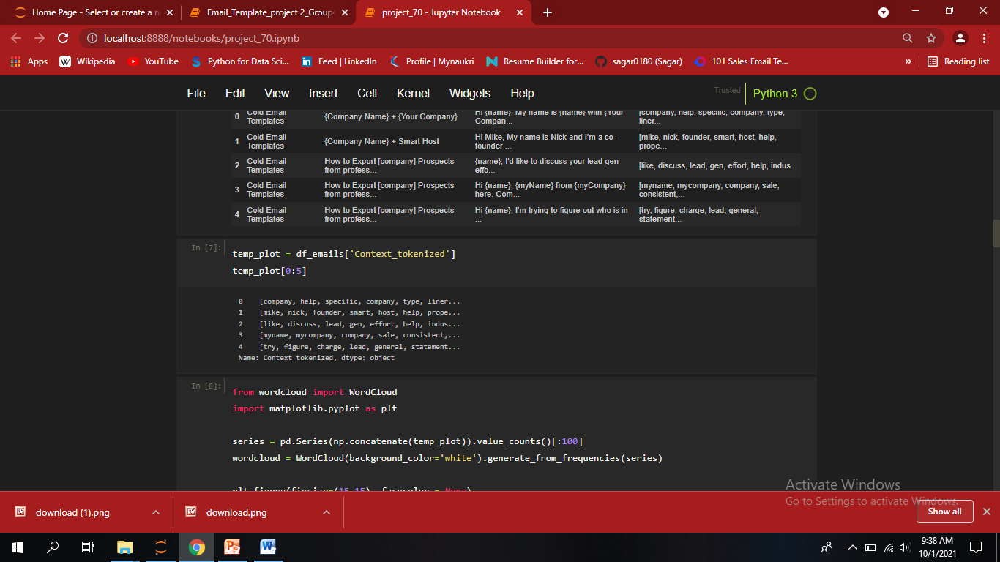 Home Page - Select or create a n
Email_Template_project 2_Group
project_70 - Jupyter Notebook
localhost:8888/notebooks/project_70.ipynb
Apps Wikipedia YouTube Python for Data Sci... Feed | LinkedIn Profile | Mynaukri Resume Builder for... sagar0180 (Sagar) 101 Sales Email Te... » Reading list
File Edit View Insert Cell Kernel Widgets Help Trusted Python 3
0 Cold Email Templates {Company Name} + {Your Company} Hi {name}, My name is {name} with {Your Compan... [company, help, specific, company, type, liner...
1 Cold Email Templates {Company Name} + Smart Host Hi Mike, My name is Nick and I'm a co-founder ... [mike, nick, founder, smart, host, help, prope...
2 Cold Email Templates How to Export [company] Prospects from profess... {name}, I'd like to discuss your lead gen effo... [like, discuss, lead, gen, effort, help, indus...
3 Cold Email Templates How to Export [company] Prospects from profess... Hi {name}, {myName} from {myCompany} here. Com... [myname, mycompany, company, sale, consistent,...
4 Cold Email Templates How to Export [company] Prospects from profess... Hi {name}, I'm trying to figure out who is in ... [try, figure, charge, lead, general, statement...
In [7]:
temp_plot = df_emails['Context_tokenized']
temp_plot[0:5]
0 [company, help, specific, company, type, liner...
1 [mike, nick, founder, smart, host, help, prope...
2 [like, discuss, lead, gen, effort, help, indus...
3 [myname, mycompany, company, sale, consistent,...
4 [try, figure, charge, lead, general, statement...
Name: Context_tokenized, dtype: object
In [8]:
from wordcloud import WordCloud
import matplotlib.pyplot as plt
series = pd.Series(np.concatenate(temp_plot)).value_counts()[:100]
wordcloud = WordCloud(background_color='white').generate_from_frequencies(series)
plt.figure(figsize=(15,15), facecolor = None)
Activate Windows
Go to Settings to activate Windows.
download (1).png
download.png
Show all
9:38 AM
10/1/2021